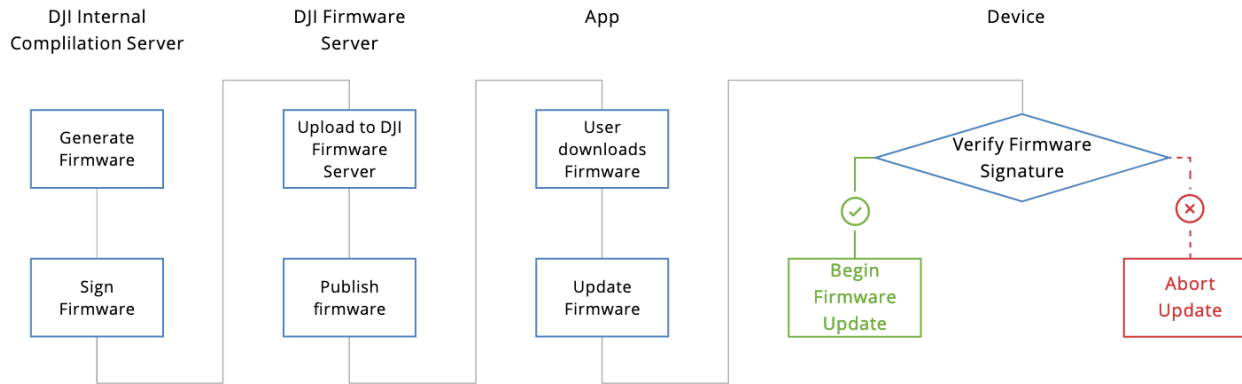 DJI Internal
Complilation Server
DJI Firmware
Server
App
Device
Generate
Firmware
Sign
Firmware
Upload to DJI
Firmware
Server
Publish
firmware
User
downloads
Firmware
Update
Firmware
Verify Firmware
Signature
Begin
Firmware
Update
Abort
Update